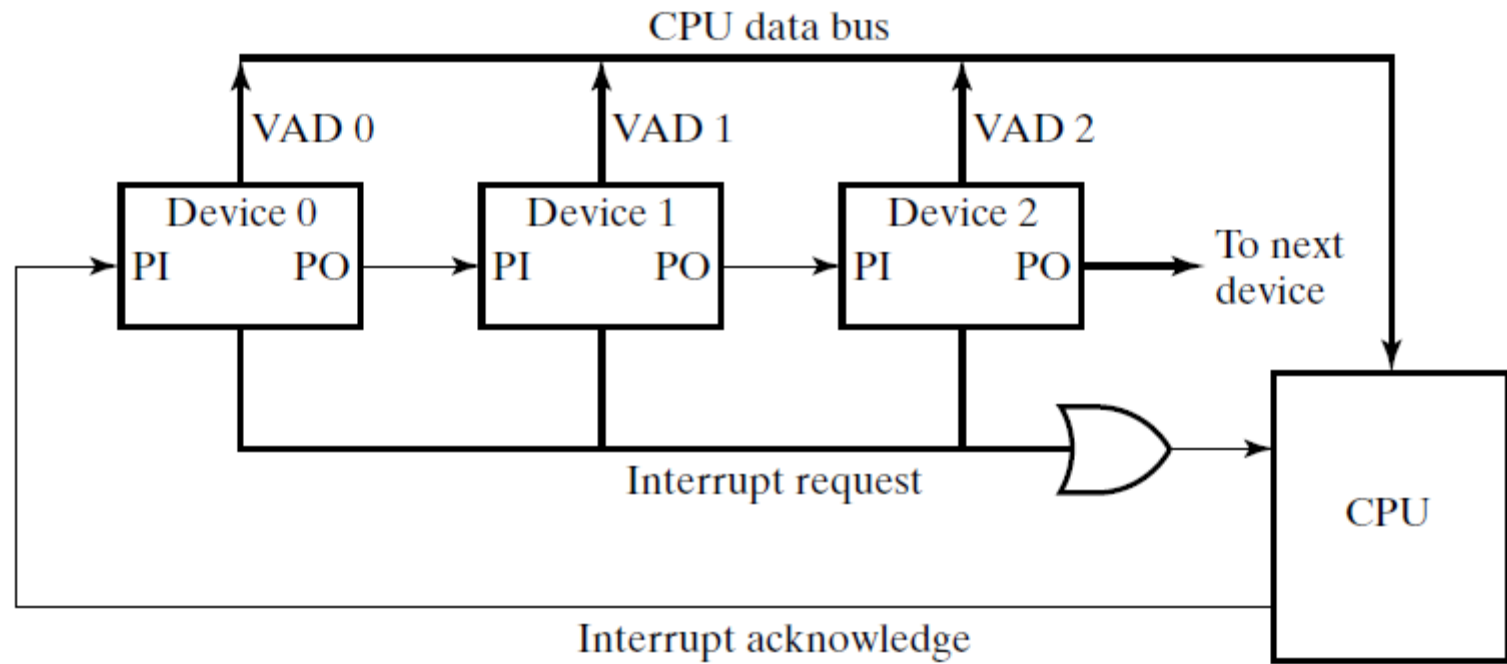 CPU data bus
VAD 0
VAD 1
VAD 2
Device 0
PI
PO
Device 1
PI
PO
Device 2
PI
PO
To next
device
Interrupt request
CPU
Interrupt acknowledge